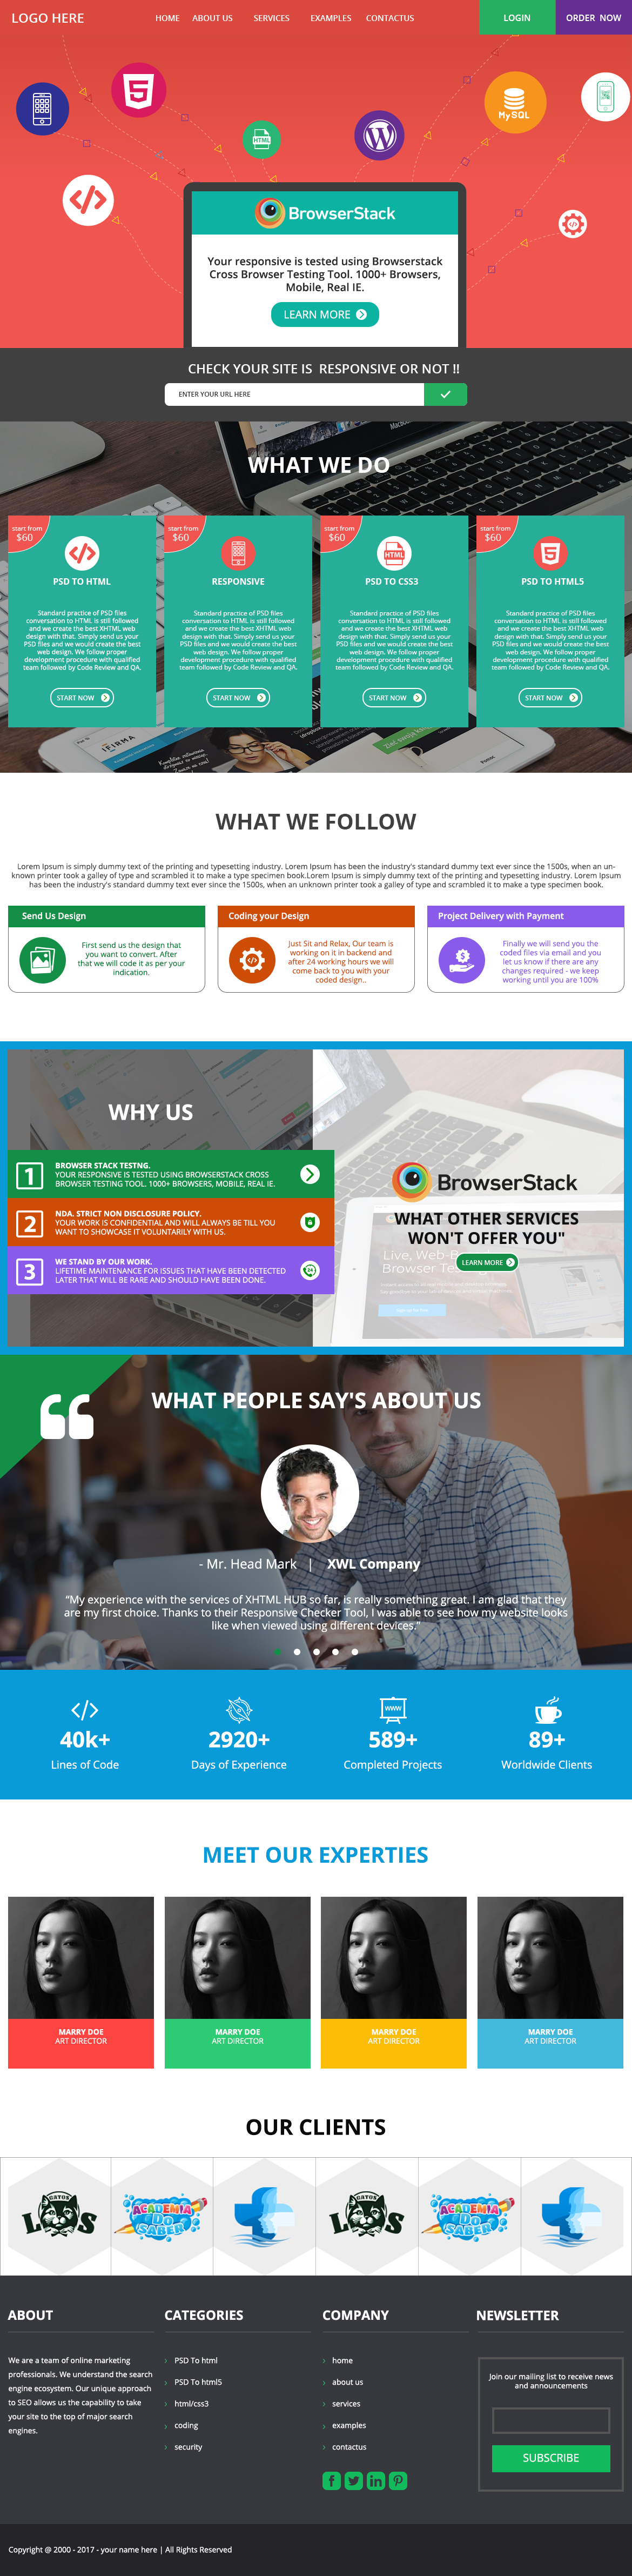 LOGO HERE
HOME ABOUT US SERVICES EXAMPLES CONTACTUS
LOGIN
ORDER NOW
HTML
MySQL
BrowserStack
Your responsive is tested using Browserstack
Cross Browser Testing Tool. 1000+ Browsers,
Mobile, Real IE.
LEARN MORE
CHECK YOUR SITE IS RESPONSIVE OR NOT !!
ENTER YOUR URL HERE
WHAT WE DO
start from
$60
PSD TO HTML
Standard practice of PSD files
conversation to HTML is still followed
and we create the best XHTML web
design with that. Simply send us your
PSD files and we would create the best
web design. We follow proper
development procedure with qualified
team followed by Code Review and QA.
START NOW
start from
$60
RESPONSIVE
Standard practice of PSD files
conversation to HTML is still followed
and we create the best XHTML web
design with that. Simply send us your
PSD files and we would create the best
web design. We follow proper
development procedure with qualified
team followed by Code Review and QA.
START NOW
start from
$60
HTML
PSD TO CSS3
Standard practice of PSD files
conversation to HTML is still followed
and we create the best XHTML web
design with that. Simply send us your
PSD files and we would create the best
web design. We follow proper
development procedure with qualified
team followed by Code Review and QA.
START NOW
start from
$60
PSD TO HTML5
Standard practice of PSD files
conversation to HTML is still followed
and we create the best XHTML web
design with that. Simply send us your
PSD files and we would create the best
web design. We follow proper
development procedure with qualified
team followed by Code Review and QA.
START NOW
IFIRMA
WHAT WE FOLLOW
Lorem Ipsum is simply dummy text of the printing and typesetting industry. Lorem Ipsum has been the industry's standard dummy text ever since the 1500s, when an un-
known printer took a galley of type and scrambled it to make a type specimen book.Lorem Ipsum is simply dummy text of the printing and typesetting industry. Lorem Ipsum
has been the industry's standard dummy text ever since the 1500s, when an unknown printer took a galley of type and scrambled it to make a type specimen book.
Send Us Design
First send us the design that
you want to convert. After
that we will code it as per your
indication.
Coding your Design
Just Sit and Relax, Our team is
working on it in backend and
after 24 working hours we will
come back to you with your
coded design..
Project Delivery with Payment
Finally we will send you the
coded files via email and you
let us know if there are any
changes required - we keep
working until you are 100%
WHY US
1
BROWSER STACK TESTNG.
YOUR RESPONSIVE IS TESTED USING BROWSERSTACK CROSS
BROWSER TESTING TOOL. 1000+ BROWSERS, MOBILE, REAL IE.
2
NDA. STRICT NON DISCLOSURE POLICY.
YOUR WORK IS CONFIDENTIAL AND WILL ALWAYS BE TILL YOU
WANT TO SHOWCASE IT VOLUNTARILY WITH US.
3
WE STAND BY OUR WORK.
LIFETIME MAINTENANCE FOR ISSUES THAT HAVE BEEN DETECTED
LATER THAT WILL BE RARE AND SHOULD HAVE BEEN DONE.
24
BrowserStack
WHAT OTHER SERVICES
WON'T OFFER YOU"
LEARN MORE
WHAT PEOPLE SAY'S ABOUT US
- Mr. Head Mark | XWL Company
“My experience with the services of XHTML HUB so far, is really something great. I am glad that they
are my first choice. Thanks to their Responsive Checker Tool, I was able to see how my website looks
like when viewed using different devices."
40k+
Lines of Code
2920+
Days of Experience
WWW
589+
Completed Projects
89+
Worldwide Clients
MEET OUR EXPERTIES
MARRY DOE
ART DIRECTOR
MARRY DOE
ART DIRECTOR
MARRY DOE
ART DIRECTOR
MARRY DOE
ART DIRECTOR
OUR CLIENTS
GATOS
LOS
ACADEMIA
DO
SABER
GATOS
LOS
ACADEMIA
DO
SABER
ABOUT
We are a team of online marketing
professionals. We understand the search
engine ecosystem. Our unique approach
to SEO allows us the capability to take
your site to the top of major search
engines.
CATEGORIES
PSD To html
PSD To html5
html/css3
coding
security
COMPANY
home
about us
services
examples
contactus
NEWSLETTER
Join our mailing list to receive news
and announcements
SUBSCRIBE
Copyright @ 2000 - 2017 - your name here | All Rights Reserved